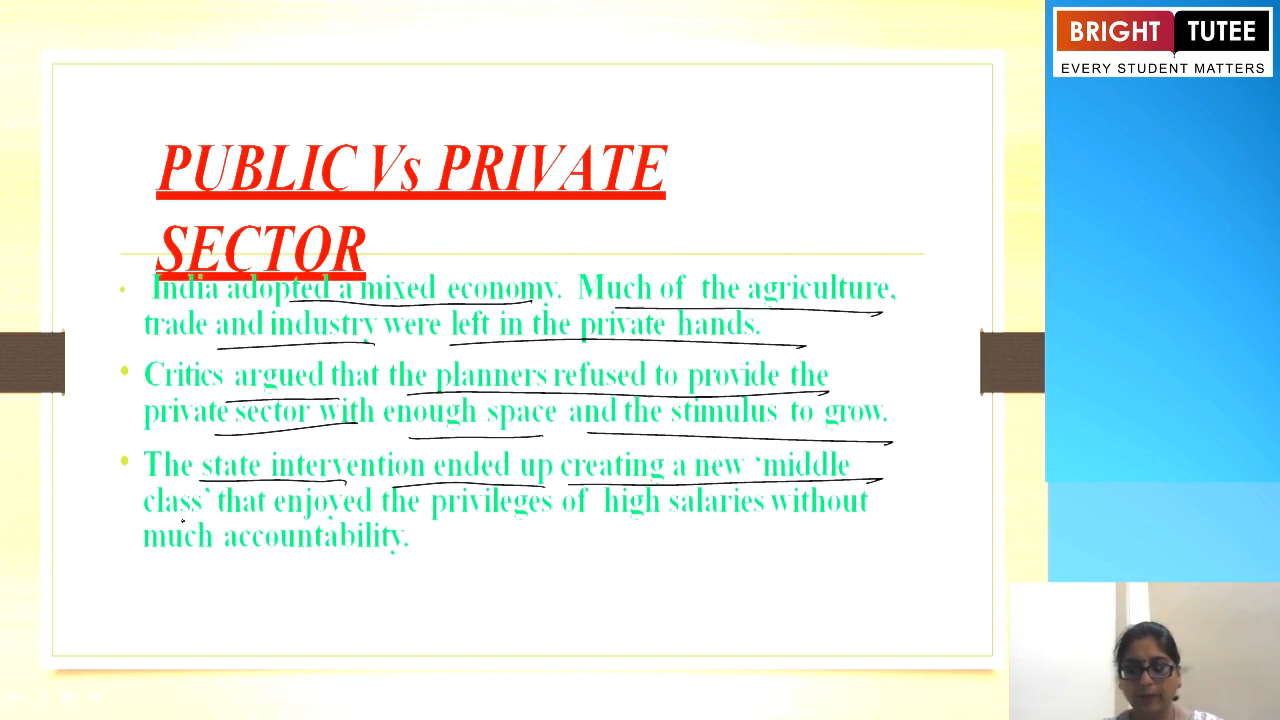 BRIGHT TUTEE
EVERY STUDENT MATTERS
PUBLIC Vs PRIVATE
SECTOR
• India adopted a mixed economy. Much of the agriculture,
trade and industry were left in the private hands.
• Critics argued that the planners refused to provide the
private sector with enough space and the stimulus to grow.
• The state intervention ended up creating a new ‘middle
class’ that enjoyed the privileges of high salaries without
much accountability.